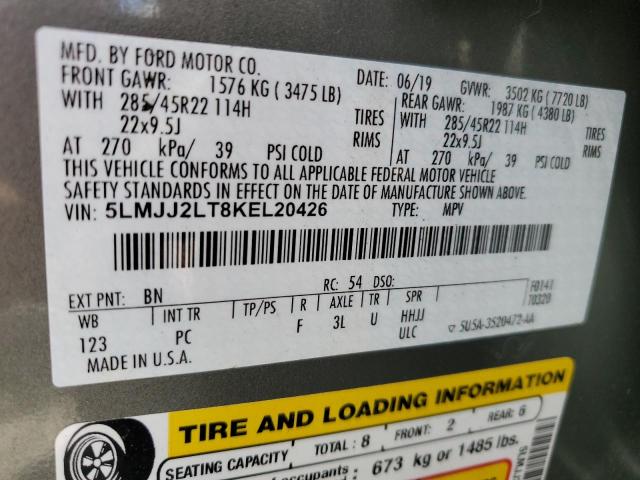 MFD. BY FORD MOTOR CO.
DATE: 06/19 GVWR: 3502 KG (7720 LB)
FRONT GAWR: 1576 KG (3475 LB)
REAR GAWR: 1987 KG (4380 LB)
WITH 285/45R22 114H TIRES
WITH 285/45R22 114H TIRES
22x9.5J RIMS
22x9.5J RIMS
AT 270 kPa/ 39 PSI COLD
AT 270 kPa/ 39 PSI COLD
THIS VEHICLE CONFORMS TO ALL APPLICABLE FEDERAL MOTOR VEHICLE
SAFETY STANDARDS IN EFFECT ON THE DATE OF MANUFACTURE SHOWN ABOVE.
VIN: 5LMJJ2LT8KEL20426 TYPE: MPV
EXT PNT: BN RC: 54 DSO: F0141
T0320
WB INT TR TP/PS R AXLE TR SPR
123 PC F 3L U HHJJ
ULC 5U5A-3520472-AA
MADE IN U.S.A.
TIRE AND LOADING INFORMATION
SEATING CAPACITY TOTAL: 8 FRONT: 2 REAR: 6
occupants 673 kg or 1485 lbs.